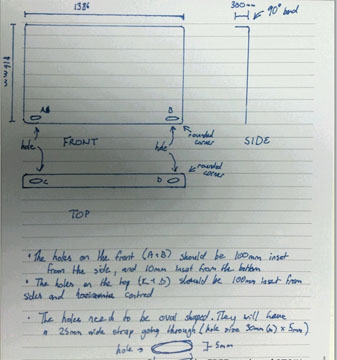 1386
300mm
90° bend
A
B
hole
FRONT
hole
rounded corner
SIDE
C
D
rounded corner
TOP
• The holes on the front (A+B) should be 100mm inset
from the side, and 10mm inset from the bottom
• The holes on the top (C+D) should be 100mm inset from
sides and centred
• The holes need to be oval shaped. They will have
a 25mm wide strap going through (hole size 30mm (w) x 5mm)
hole → 5mm